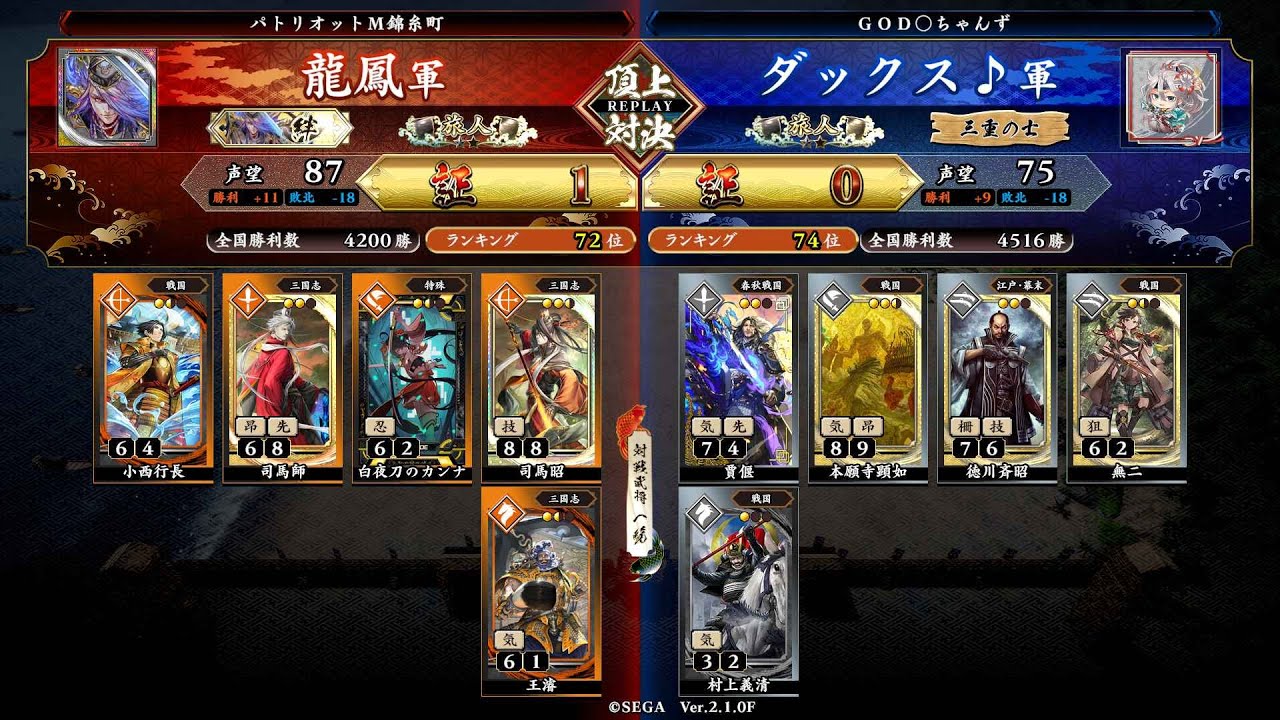 パトリオットM錦糸町
GOD〇ちゃんず
龍鳳軍
頂上
REPLAY
対決
ダックス♪軍
絆
旅人
旅人
三重の士
声望 87
勝利 +11 敗北 -18
証 1
証 0
声望 75
勝利 +9 敗北 -18
全国勝利数 4200勝
ランキング 72位
ランキング 74位
全国勝利数 4516勝
戦国
三国志
特殊
三国志
春秋戦国
戦国
江戸・幕末
戦国
昂 先
忍
技
気 先
気 昂
柵 技
狙
6 4
6 8
6 2
8 8
7 4
8 9
7 6
6 2
小西行長
司馬師
白夜刀のカンナ
司馬昭
賈偃
本願寺顕如
徳川斉昭
無二
対戦武将一覧
三国志
戦国
気
気
6 1
3 2
王濬
村上義清
©SEGA Ver.2.1.0F